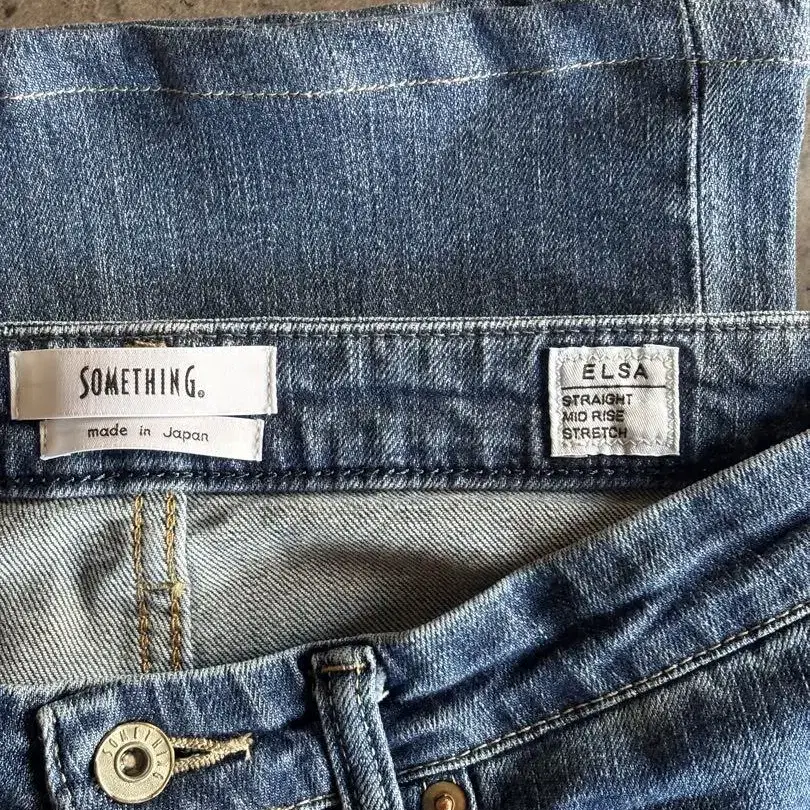 SOMETHING®
made in Japan
ELSA
STRAIGHT
MID RISE
STRETCH
SOMETHING